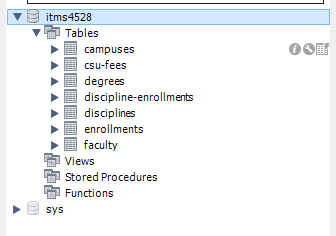 itms4528
Tables
campuses
csu-fees
degrees
discipline-enrollments
disciplines
enrollments
faculty
Views
Stored Procedures
Functions
sys